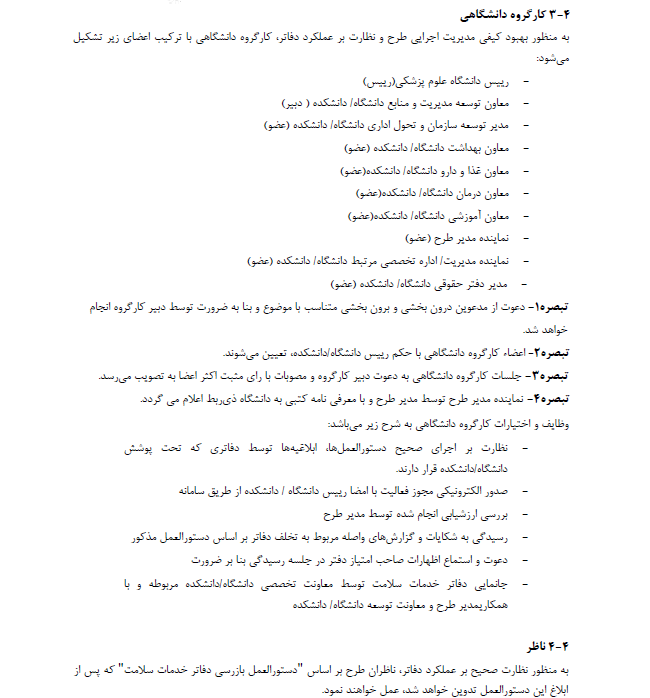 ۳-۴ کارگروه دانشگاهی
به منظور بهبود کیفی مدیریت اجرایی طرح و نظارت بر عملکرد دفاتر، کارگروه دانشگاهی با ترکیب اعضای زیر تشکیل
می‌شود:
- رییس دانشگاه علوم پزشکی(رییس)
- معاون توسعه مدیریت و منابع دانشگاه/ دانشکده ( دبیر)
- مدیر توسعه سازمان و تحول اداری دانشگاه/ دانشکده (عضو)
- معاون بهداشت دانشگاه/ دانشکده (عضو)
- معاون غذا و دارو دانشگاه/ دانشکده(عضو)
- معاون درمان دانشگاه/ دانشکده(عضو)
- معاون آموزشی دانشگاه/ دانشکده(عضو)
- نماینده مدیر طرح (عضو)
- نماینده مدیریت/ اداره تخصصی مرتبط دانشگاه/ دانشکده (عضو)
- مدیر دفتر حقوقی دانشگاه/ دانشکده (عضو)
تبصره۱- دعوت از مدعوین درون بخشی و برون بخشی متناسب با موضوع و بنا به ضرورت توسط دبیر کارگروه انجام
خواهد شد.
تبصره۲- اعضاء کارگروه دانشگاهی با حکم رییس دانشگاه/دانشکده، تعیین می‌شوند.
تبصره۳- جلسات کارگروه دانشگاهی به دعوت دبیر کارگروه و مصوبات با رای مثبت اکثر اعضا به تصویب می‌رسد.
تبصره۴- نماینده مدیر طرح توسط مدیر طرح و با معرفی نامه کتبی به دانشگاه ذی‌ربط اعلام می گردد.
وظایف و اختیارات کارگروه دانشگاهی به شرح زیر می‌باشد:
- نظارت بر اجرای صحیح دستورالعمل‌ها، ابلاغیه‌ها توسط دفاتری که تحت پوشش
دانشگاه/دانشکده قرار دارند.
- صدور الکترونیکی مجوز فعالیت با امضا رییس دانشگاه / دانشکده از طریق سامانه
- بررسی ارزشیابی انجام شده توسط مدیر طرح
- رسیدگی به شکایات و گزارش‌های واصله مربوط به تخلف دفاتر بر اساس دستورالعمل مذکور
- دعوت و استماع اظهارات صاحب امتیاز دفتر در جلسه رسیدگی بنا بر ضرورت
- جانمایی دفاتر خدمات سلامت توسط معاونت تخصصی دانشگاه/دانشکده مربوطه و با
همکاریمدیر طرح و معاونت توسعه دانشگاه/ دانشکده
۴-۴ ناظر
به منظور نظارت صحیح بر عملکرد دفاتر، ناظران طرح بر اساس "دستورالعمل بازرسی دفاتر خدمات سلامت" که پس از
ابلاغ این دستورالعمل تدوین خواهد شد، عمل خواهند نمود.